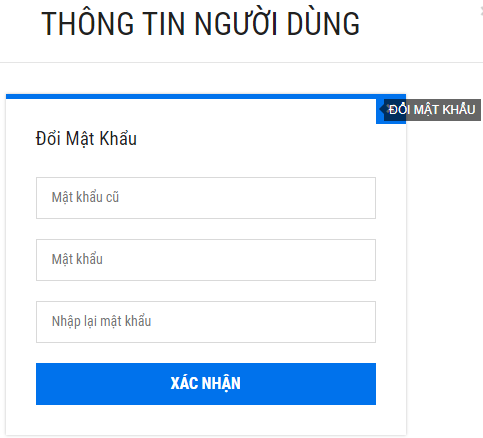 THÔNG TIN NGƯỜI DÙNG
ĐỔI MẬT KHẨU
Đổi Mật Khẩu
Mật khẩu cũ
Mật khẩu
Nhập lại mật khẩu
XÁC NHẬN